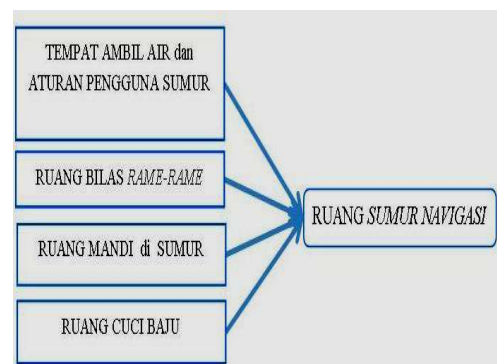 TEMPAT AMBIL AIR dan
ATURAN PENGGUNA SUMUR
RUANG BILAS RAME-RAME
RUANG MANDI di SUMUR
RUANG CUCI BAJU
RUANG SUMUR NAVIGASI